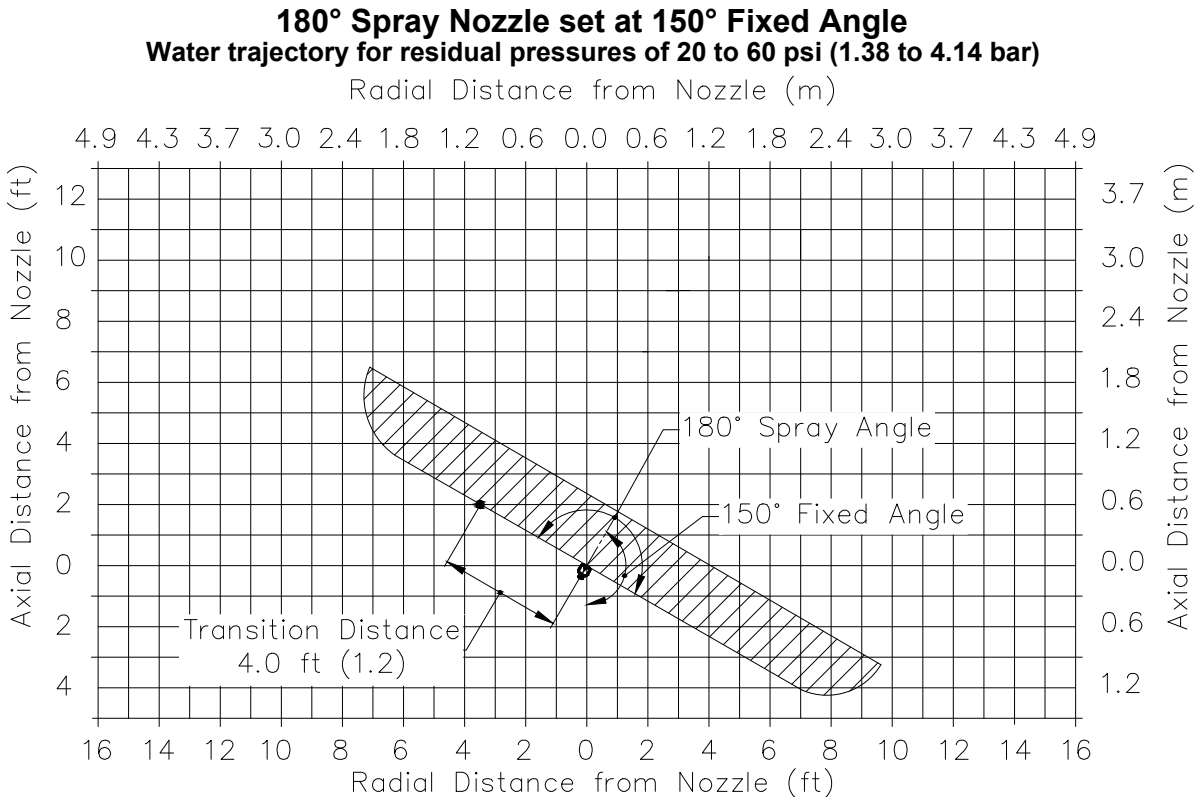 180° Spray Nozzle set at 150° Fixed Angle
Water trajectory for residual pressures of 20 to 60 psi (1.38 to 4.14 bar)
Radial Distance from Nozzle (m)
4.9 4.3 3.7 3.0 2.4 1.8 1.2 0.6 0.0 0.6 1.2 1.8 2.4 3.0 3.7 4.3 4.9
Axial Distance from Nozzle (ft)
12
10
8
6
4
2
0
2
4
180° Spray Angle
150° Fixed Angle
Transition Distance
4.0 ft (1.2)
3.7
3.0
2.4
1.8
1.2
0.6
0.0
0.6
1.2
Axial Distance from Nozzle (m)
16 14 12 10 8 6 4 2 0 2 4 6 8 10 12 14 16
Radial Distance from Nozzle (ft)